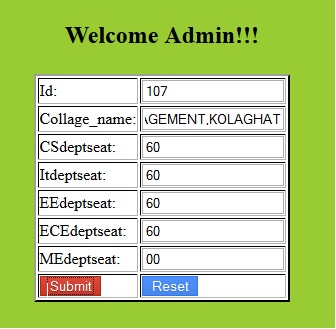 Welcome Admin!!!
Id: 107
Collage_name: AGEMENT,KOLAGHAT
CSdeptseat: 60
Itdeptseat: 60
EEdeptseat: 60
ECEdeptseat: 60
MEdeptseat: 00
Submit Reset